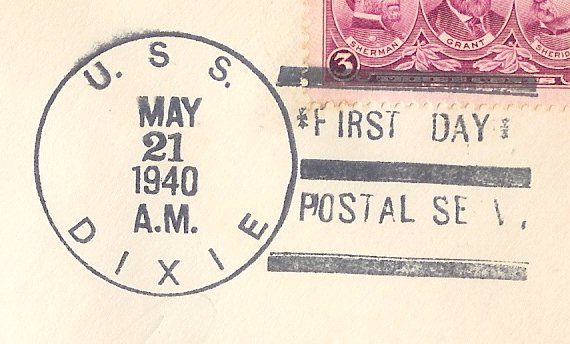 SHERMAN GRANT SHERID
3
U. S. S.
MAY
21
1940
A.M.
DIXIE
*FIRST DAY*
POSTAL SE V.